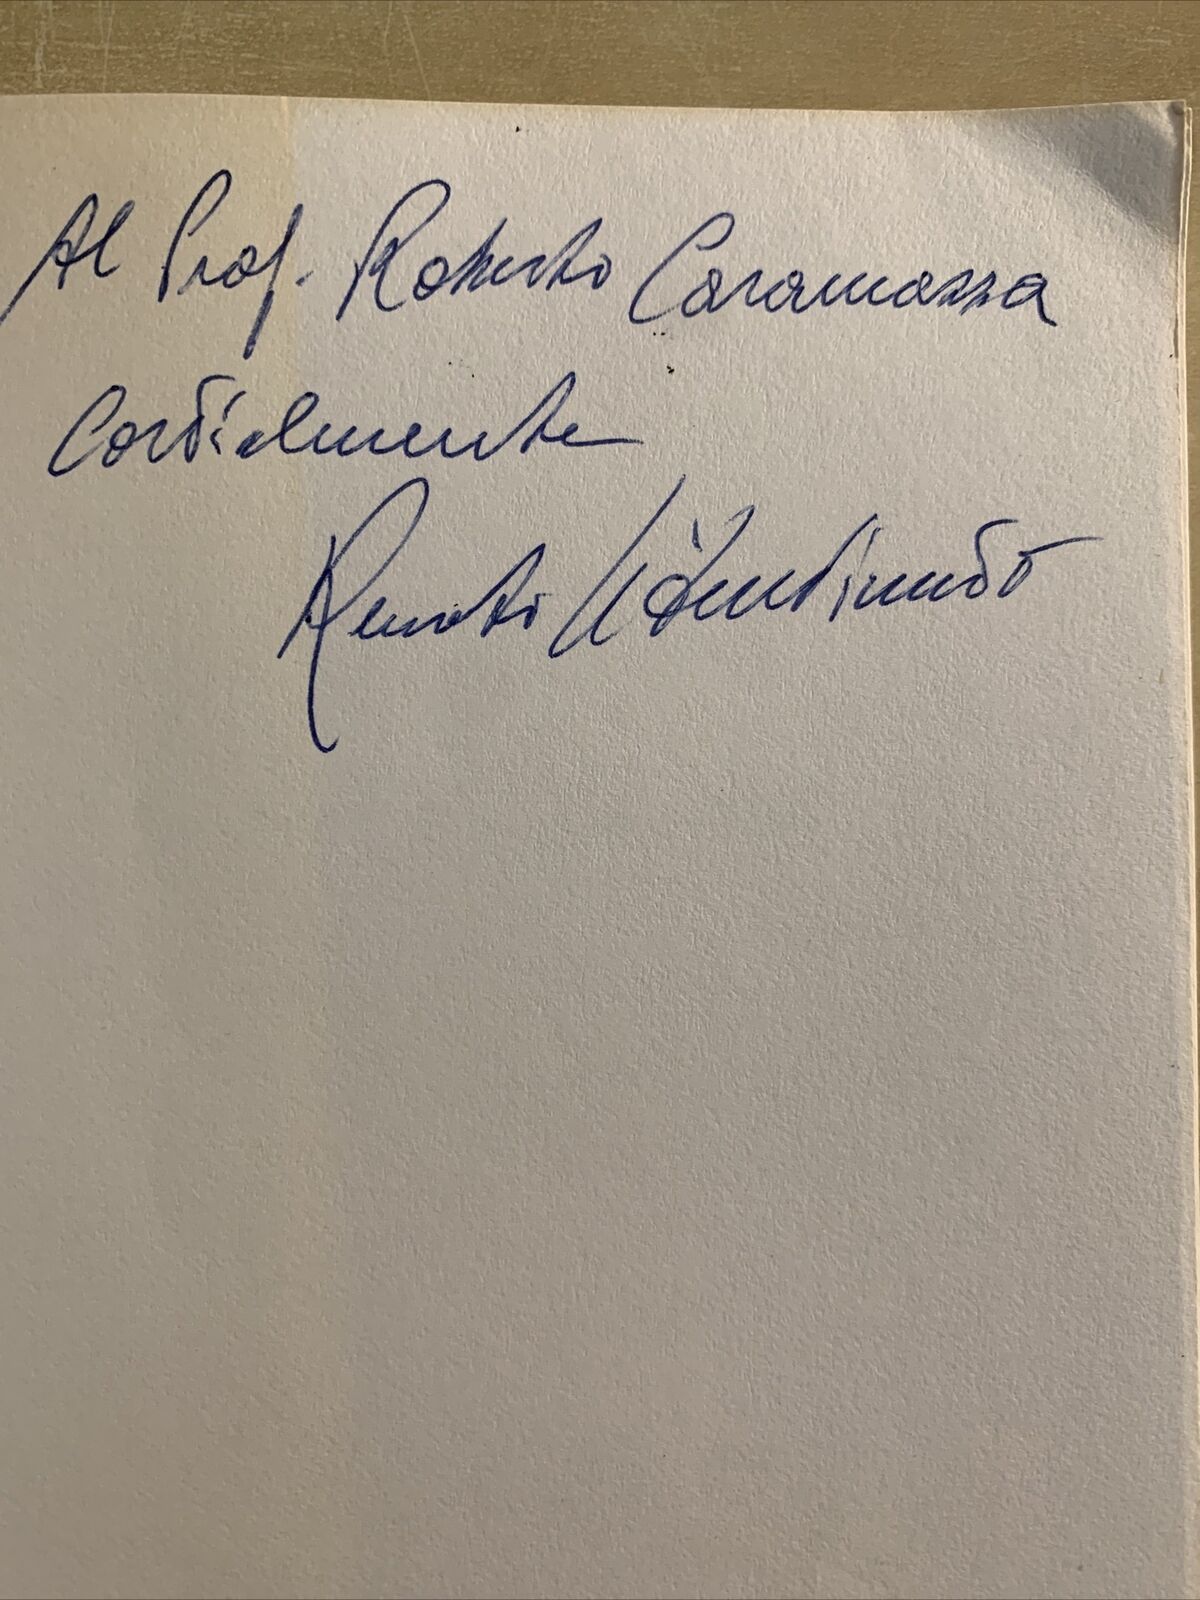 Al Prof. Roberto Caramazza
Cordialmente
Renato